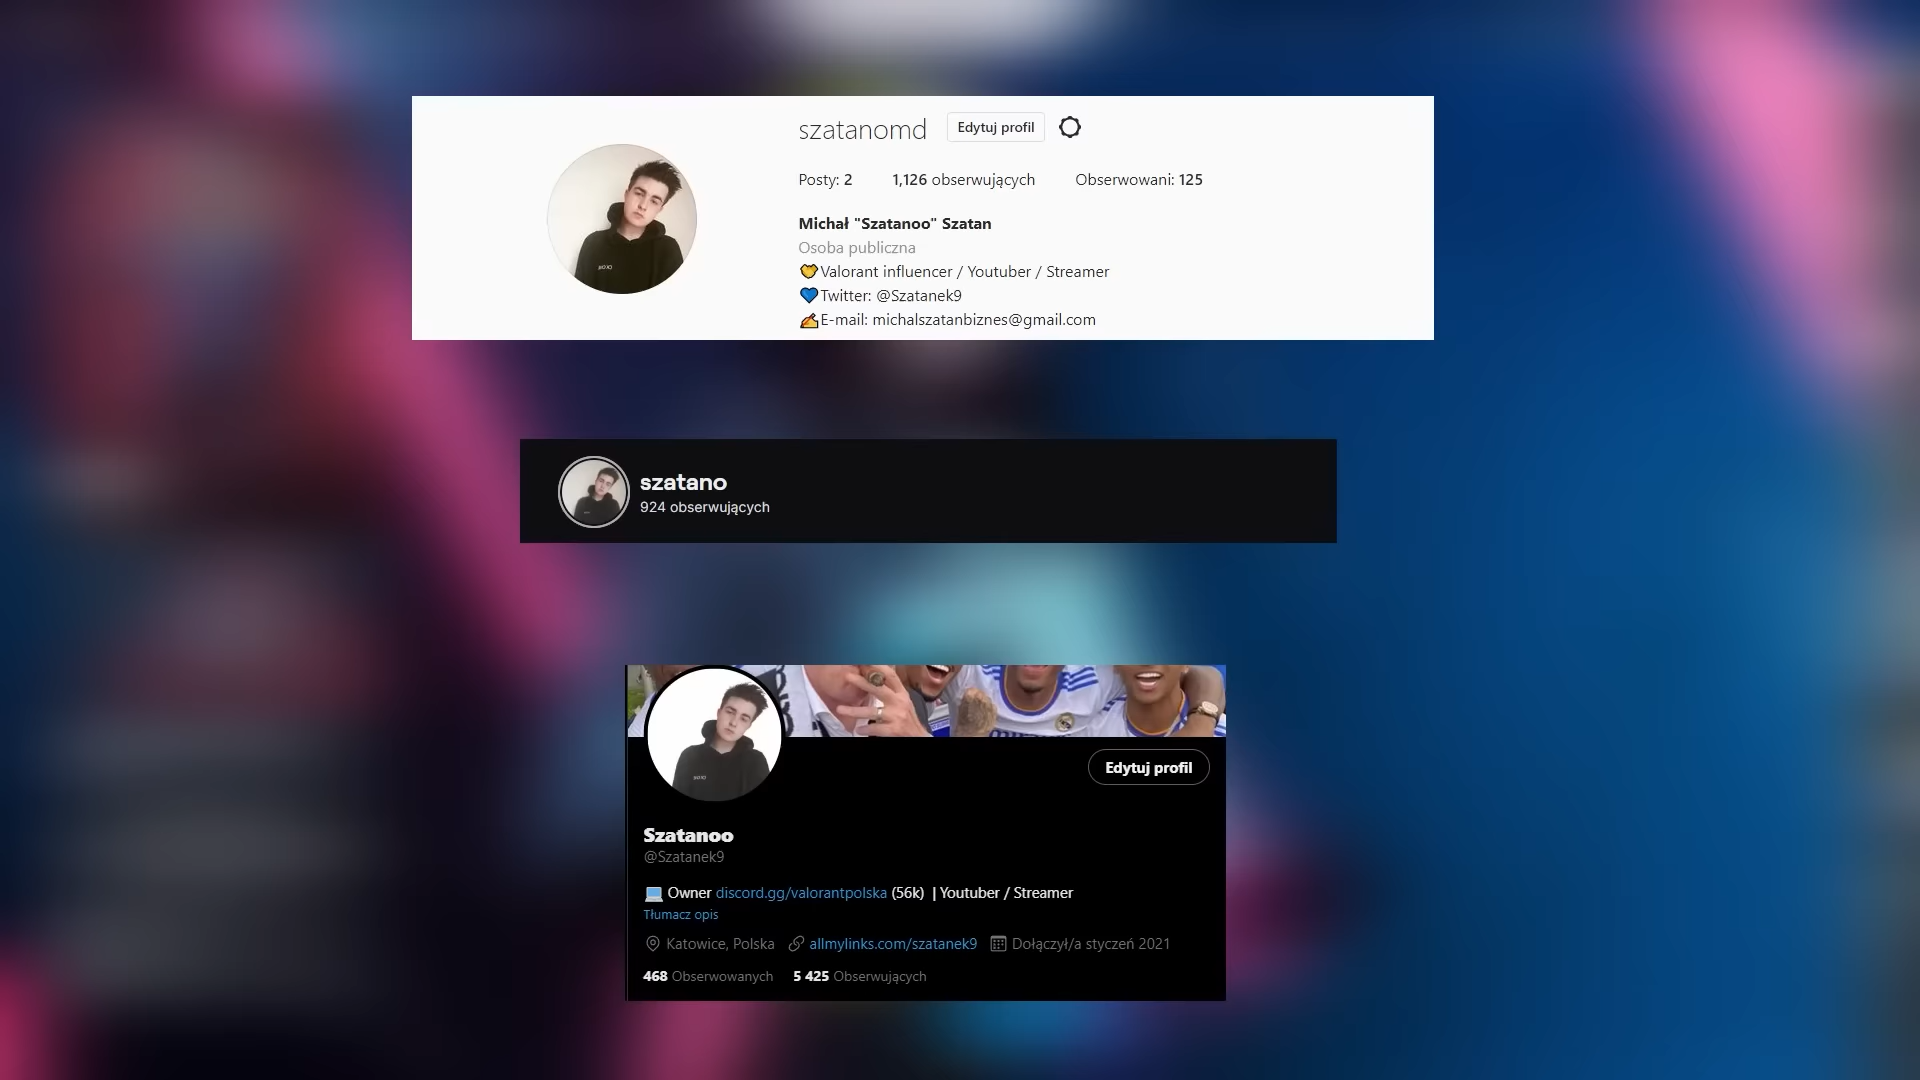 szatanomd Edytuj profil
Posty: 2 1,126 obserwujących Obserwowani: 125
Michał "Szatanoo" Szatan
Osoba publiczna
💛Valorant influencer / Youtuber / Streamer
💙Twitter: @Szatanek9
✍️E-mail: michalszatanbiznes@gmail.com
szatano
924 obserwujących
Edytuj profil
Szatanoo
@Szatanek9
💻 Owner discord.gg/valorantpolska (56k) | Youtuber / Streamer
Tłumacz opis
Katowice, Polska allmylinks.com/szatanek9 Dołączył/a styczeń 2021
468 Obserwowanych 5 425 Obserwujących